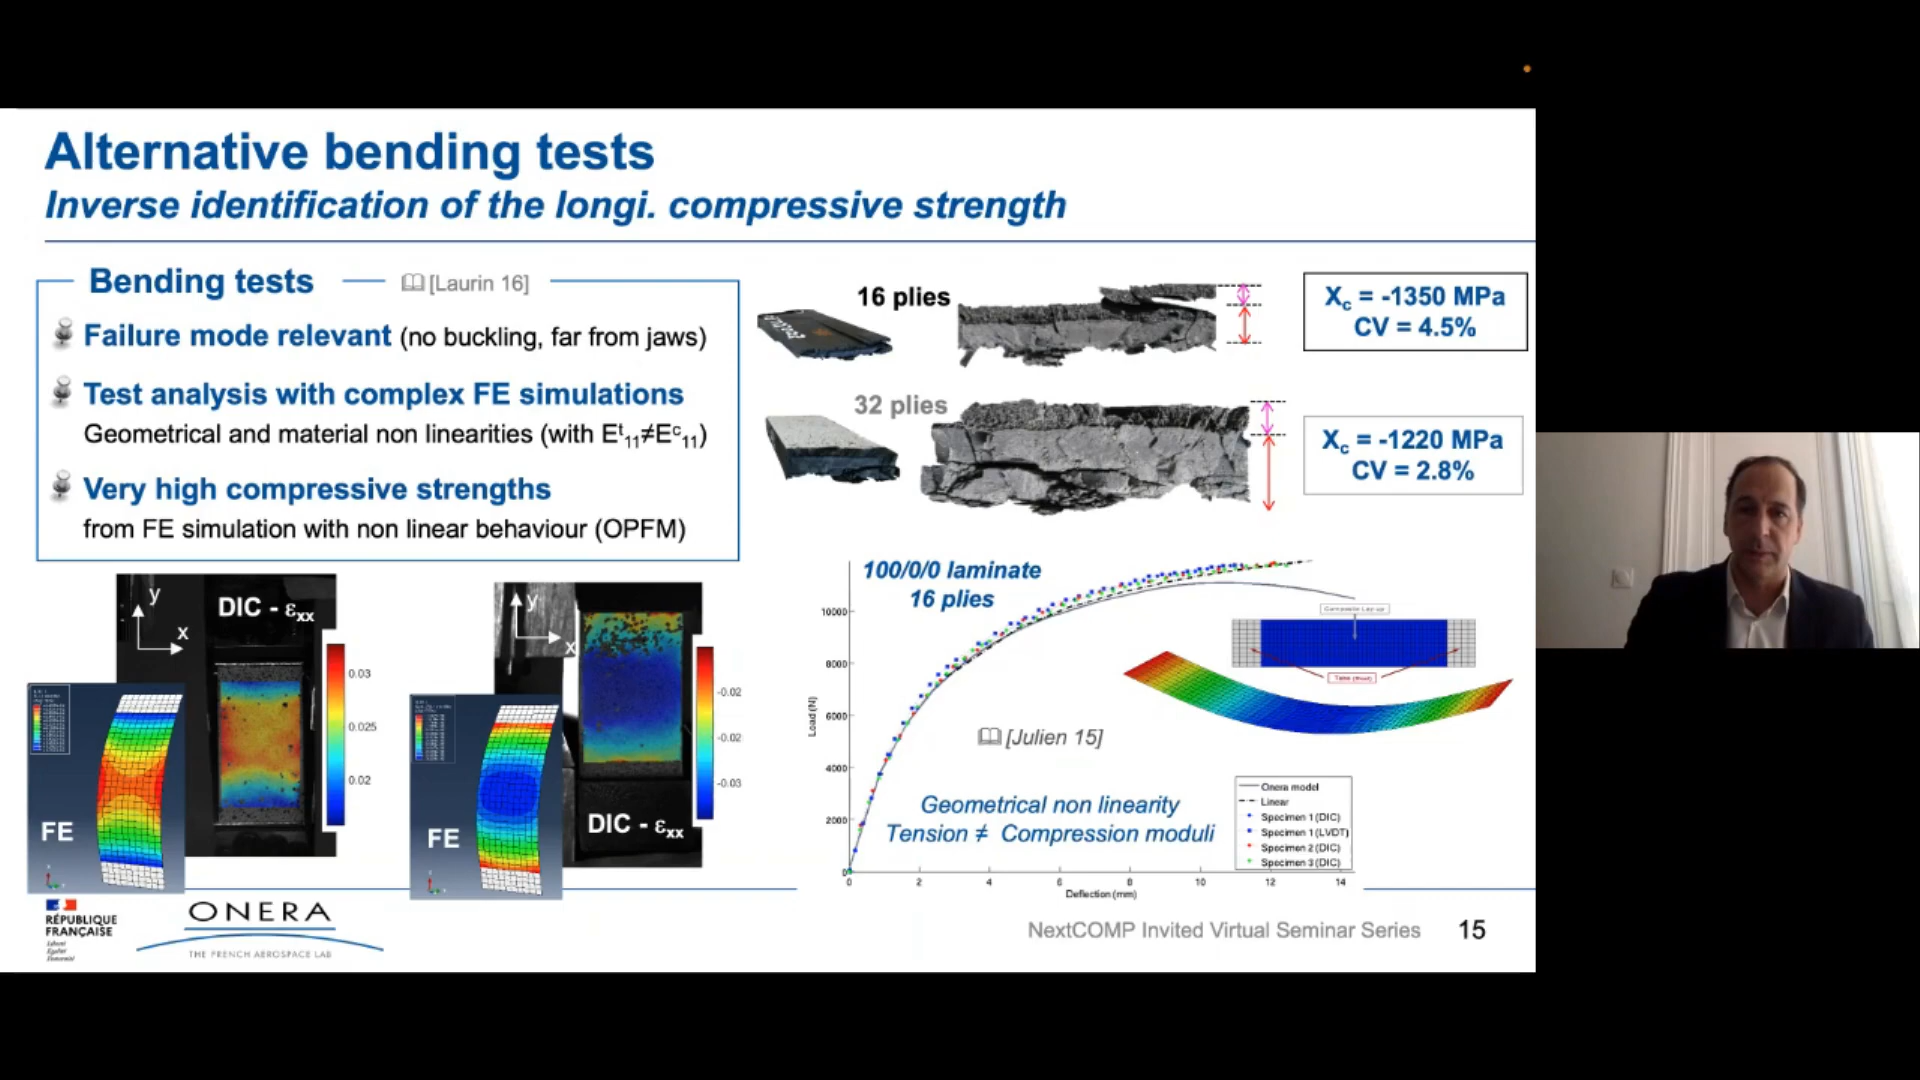 Alternative bending tests
Inverse identification of the longi. compressive strength
Bending tests
[Laurin 16]
Failure mode relevant (no buckling, far from jaws)
Test analysis with complex FE simulations
Geometrical and material non linearities (with Eᵗ₁₁≠Eᶜ₁₁)
Very high compressive strengths
from FE simulation with non linear behaviour (OPFM)
16 plies
Xc = -1350 MPa
CV = 4.5%
32 plies
Xc = -1220 MPa
CV = 2.8%
y
x
DIC - εxx
0.03
0.025
0.02
FE
y
x
DIC - εxx
-0.02
-0.02
-0.03
FE
100/0/0 laminate
16 plies
Load (N)
10000
8000
6000
4000
2000
0
0 2 4 6 8 10 12 14
Deflection (mm)
Composite Lay-up
[Julien 15]
Geometrical non linearity
Tension ≠ Compression moduli
Onera model
Linear
Specimen 1 (DIC)
Specimen 1 (LVDT)
Specimen 2 (DIC)
Specimen 3 (DIC)
RÉPUBLIQUE
FRANÇAISE
Liberté
Égalité
Fraternité
ONERA
THE FRENCH AEROSPACE LAB
NextCOMP Invited Virtual Seminar Series
15